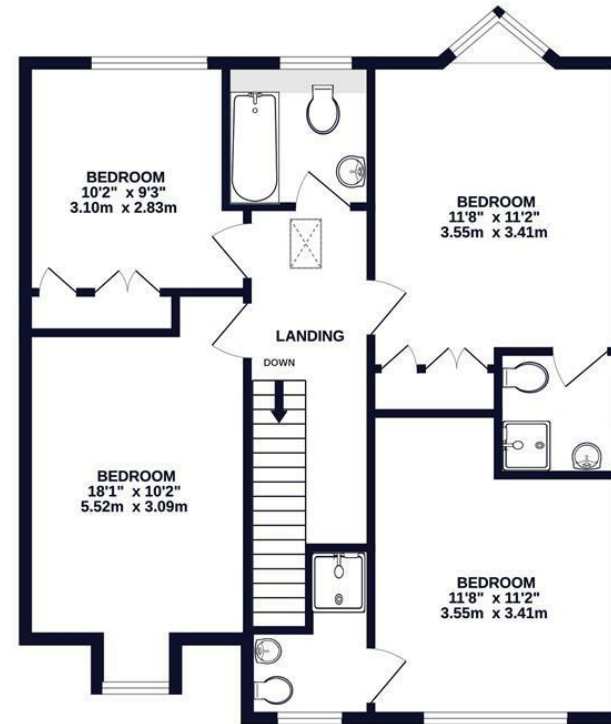 BEDROOM
10'2" x 9'3"
3.10m x 2.83m
BEDROOM
11'8" x 11'2"
3.55m x 3.41m
LANDING
DOWN
BEDROOM
18'1" x 10'2"
5.52m x 3.09m
BEDROOM
11'8" x 11'2"
3.55m x 3.41m